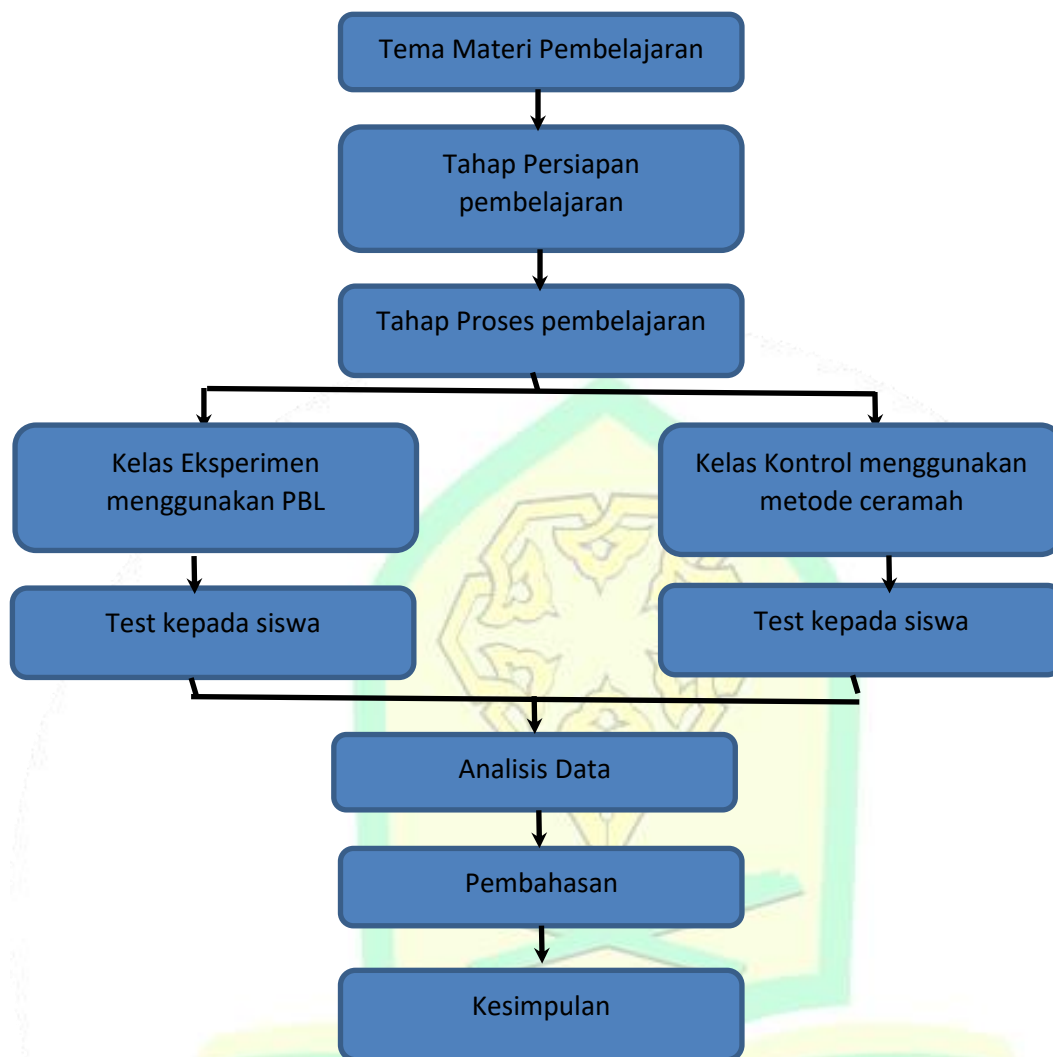 Tema Materi Pembelajaran
Tahap Persiapan
pembelajaran
Tahap Proses pembelajaran
Kelas Eksperimen
menggunakan PBL
Kelas Kontrol menggunakan
metode ceramah
Test kepada siswa
Test kepada siswa
Analisis Data
Pembahasan
Kesimpulan